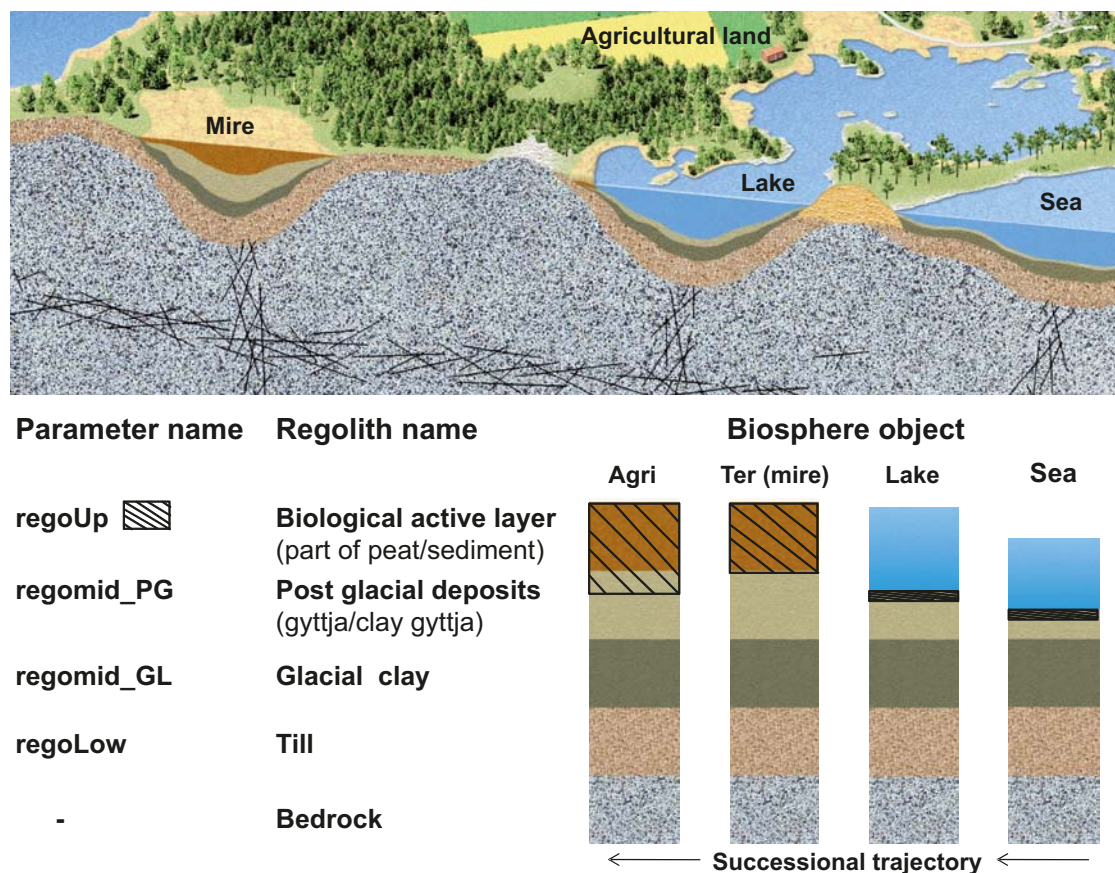 Agricultural land
Mire
Lake
Sea
Parameter name Regolith name Biosphere object
Agri Ter (mire) Lake Sea
regoUp Biological active layer
(part of peat/sediment)
regomid_PG Post glacial deposits
(gyttja/clay gyttja)
regomid_GL Glacial clay
regoLow Till
- Bedrock
Successional trajectory